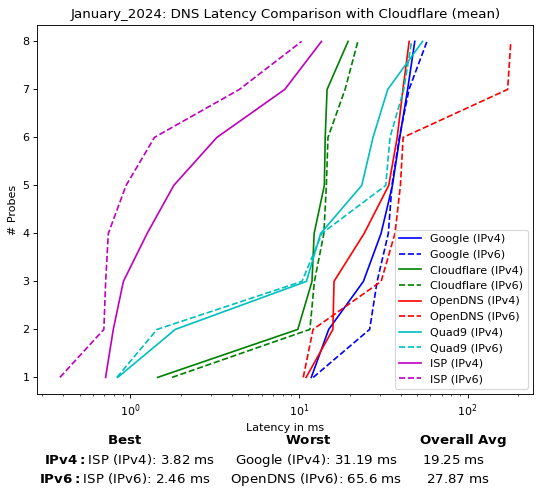 January_2024: DNS Latency Comparison with Cloudflare (mean)
8
7
6
5
4
3
2
1
# Probes
10⁰ 10¹ 10²
Latency in ms
Google (IPv4)
Google (IPv6)
Cloudflare (IPv4)
Cloudflare (IPv6)
OpenDNS (IPv4)
OpenDNS (IPv6)
Quad9 (IPv4)
Quad9 (IPv6)
ISP (IPv4)
ISP (IPv6)
Best Worst Overall Avg
IPv4: ISP (IPv4): 3.82 ms Google (IPv4): 31.19 ms 19.25 ms
IPv6: ISP (IPv6): 2.46 ms OpenDNS (IPv6): 65.6 ms 27.87 ms